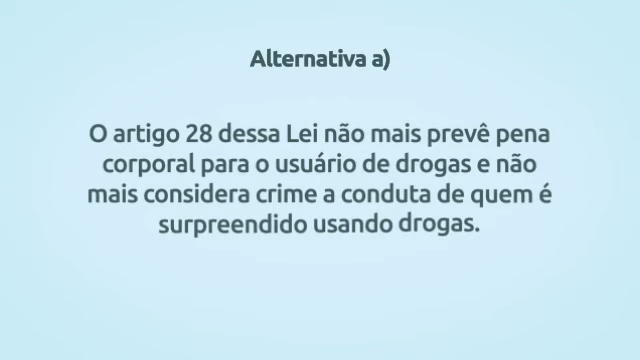 Alternativa a)
O artigo 28 dessa Lei não mais prevê pena
corporal para o usuário de drogas e não
mais considera crime a conduta de quem é
surpreendido usando drogas.